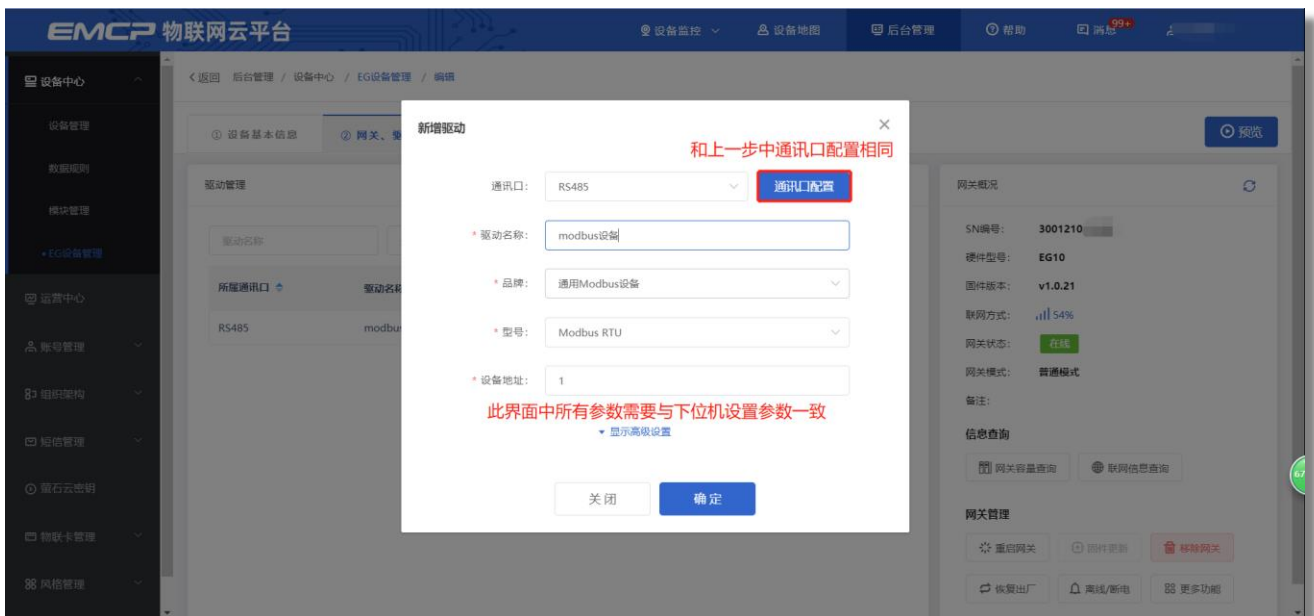 EMCP 物联网云平台
设备监控
设备地图
后台管理
帮助
消息
99+
设备中心
设备管理
数据规则
模块管理
•EG设备管理
运营中心
账号管理
组织架构
短信管理
萤石云密钥
物联卡管理
风格管理
<返回 后台管理 / 设备中心 / EG设备管理 / 编辑
① 设备基本信息
② 网关、
预览
驱动管理
驱动名称
所属通讯口
驱动名称
RS485
modbu
新增驱动
×
和上一步中通讯口配置相同
通讯口: RS485 通讯口配置
* 驱动名称: modbus设备
* 品牌: 通用Modbus设备
* 型号: Modbus RTU
* 设备地址: 1
此界面中所有参数需要与下位机设置参数一致
显示高级设置
关闭 确定
网关概况
SN编号: 3001210
硬件型号: EG10
固件版本: v1.0.21
联网方式: 54%
网关状态: 在线
网关模式: 普通模式
备注:
信息查询
网关容量查询 联网信息查询
网关管理
重启网关 固件更新 移除网关
恢复出厂 离线/断电 更多功能
67